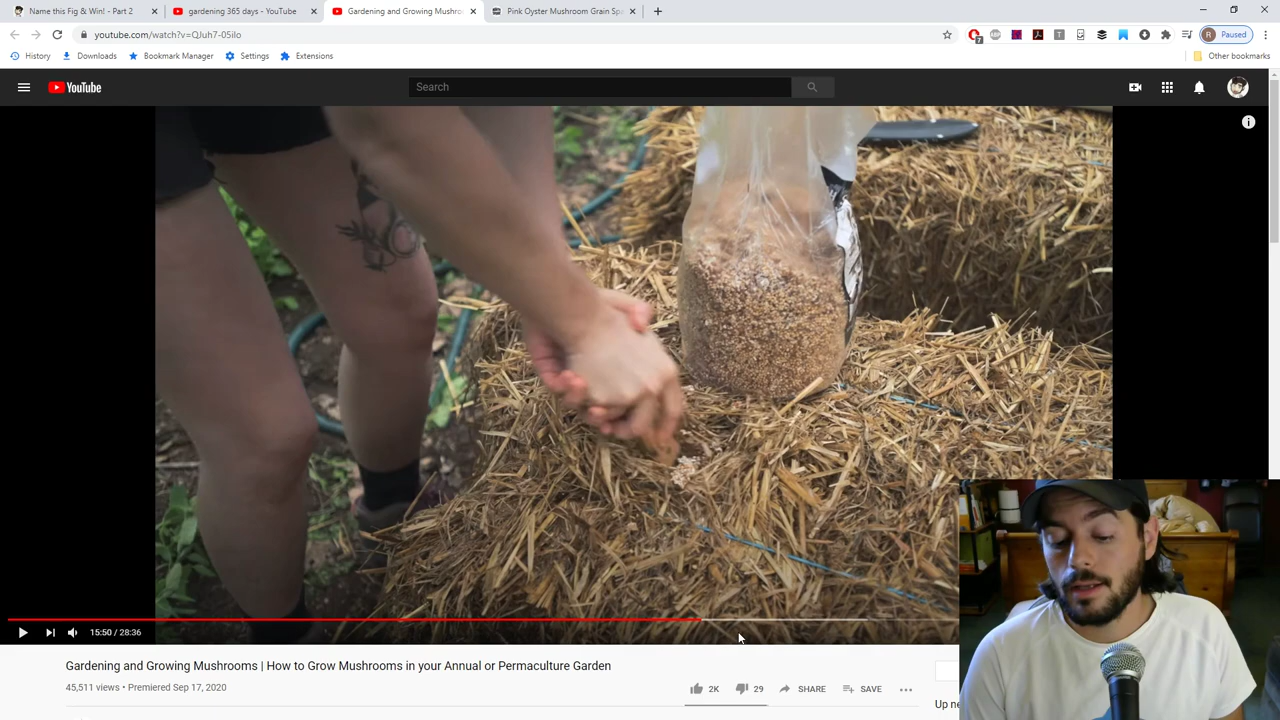 Name this Fig & Win! - Part 2
gardening 365 days - YouTube
Gardening and Growing Mushro
Pink Oyster Mushroom Grain Spa
youtube.com/watch?v=QJuh7-05iIo
7
R Paused
History Downloads Bookmark Manager Settings Extensions Other bookmarks
YouTube
Search
15:50 / 28:36
Gardening and Growing Mushrooms | How to Grow Mushrooms in your Annual or Permaculture Garden
45,511 views • Premiered Sep 17, 2020
2K 29 SHARE SAVE
Up ne